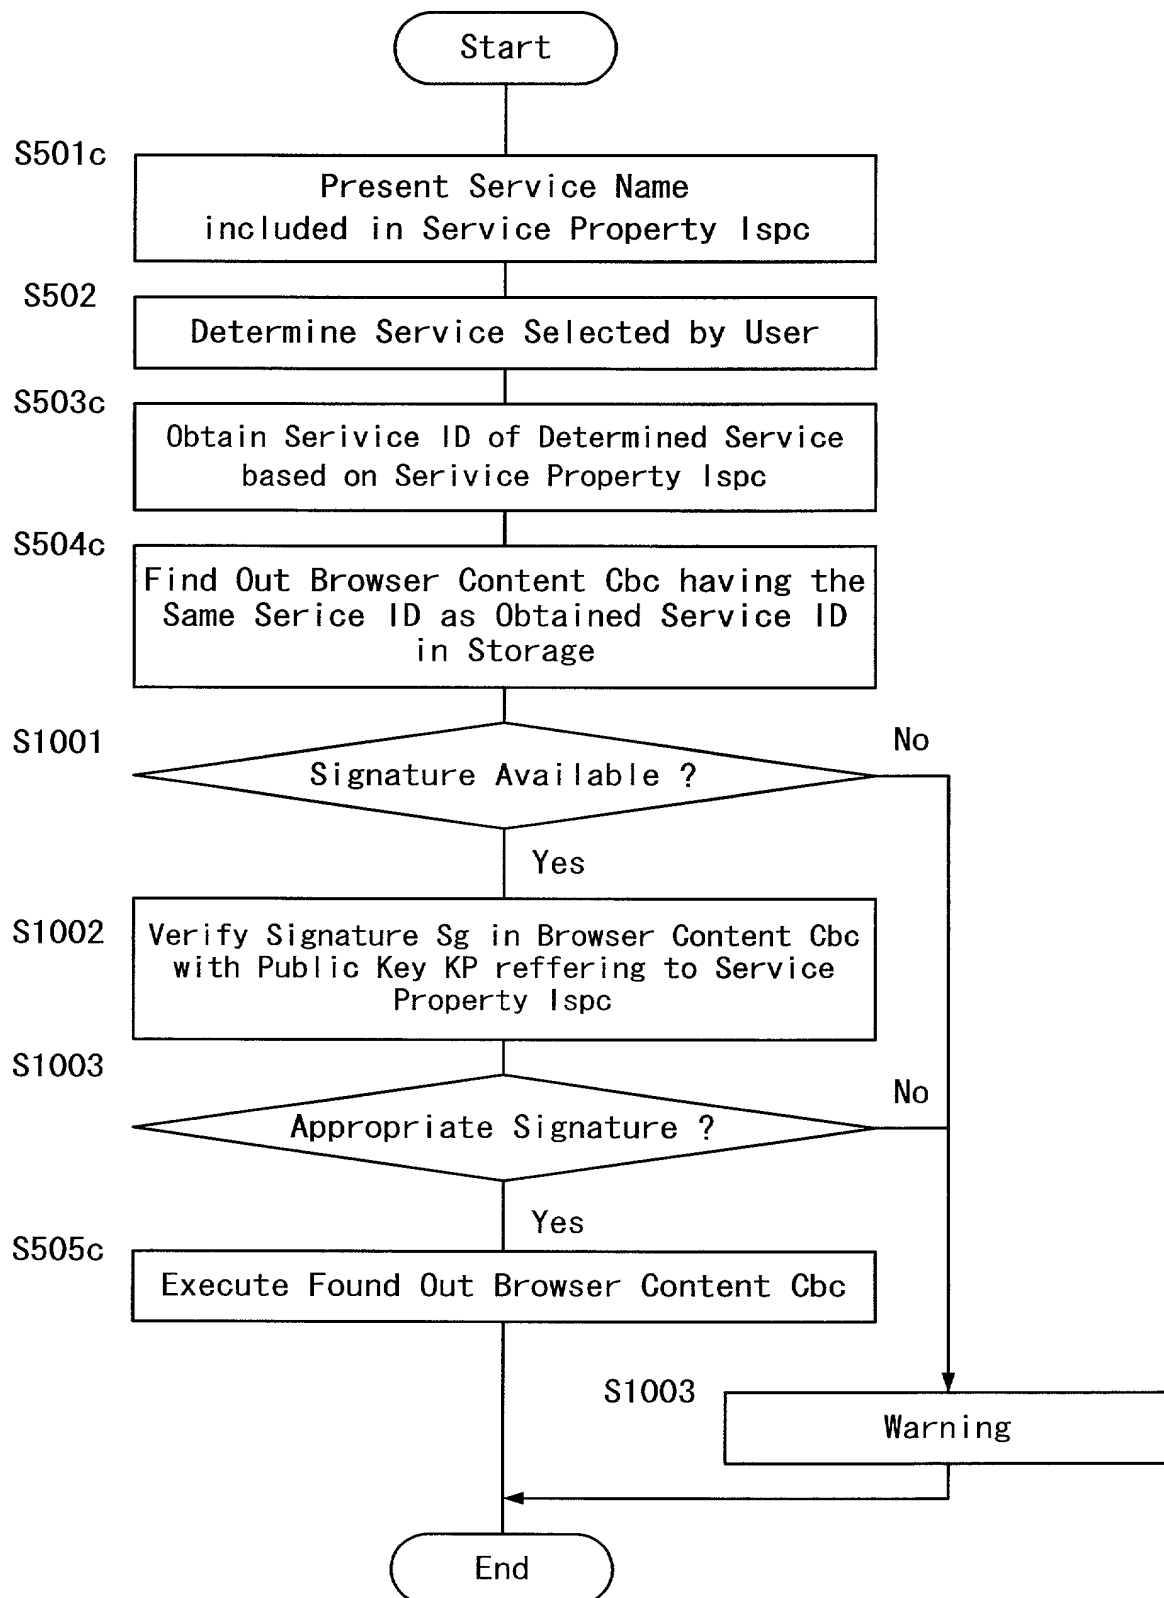 Start
S501c
Present Service Name
included in Service Property Ispc
S502
Determine Service Selected by User
S503c
Obtain Serivice ID of Determined Service
based on Serivice Property Ispc
S504c
Find Out Browser Content Cbc having the
Same Serice ID as Obtained Service ID
in Storage
S1001
Signature Available ?
No
Yes
S1002
Verify Signature Sg in Browser Content Cbc
with Public Key KP reffering to Service
Property Ispc
S1003
Appropriate Signature ?
No
Yes
S505c
Execute Found Out Browser Content Cbc
S1003
Warning
End